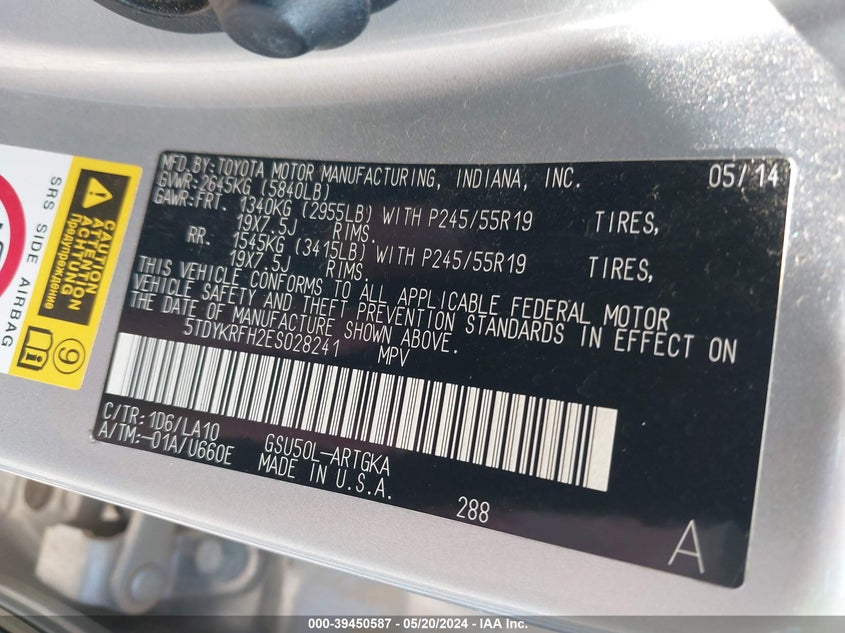 SRS SIDE AIRBAG
CAUTION
ATTENTION
ACHTUNG
Предупреждение
9
MFD.BY:TOYOTA MOTOR MANUFACTURING, INDIANA, INC. 05/14
GVWR:2645KG (5840LB)
GAWR:FRT. 1340KG (2955LB) WITH P245/55R19 TIRES,
19X7.5J RIMS.
RR. 1545KG (3415LB) WITH P245/55R19 TIRES,
19X7.5J RIMS.
THIS VEHICLE CONFORMS TO ALL APPLICABLE FEDERAL MOTOR
VEHICLE SAFETY AND THEFT PREVENTION STANDARDS IN EFFECT ON
THE DATE OF MANUFACTURE SHOWN ABOVE.
5TDYKRFH2ES028241 MPV
C/TR:1D6/LA10
A/TM:-01A/U660E
GSU50L-ARTGKA
MADE IN U.S.A.
288
A
000-39450587 - 05/20/2024 - IAA Inc.